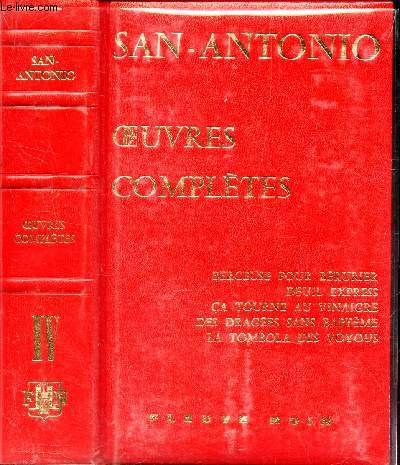 Le-livre.com
SAN-
ANTONIO
ŒUVRES
COMPLÈTES
IV
F N
SAN-ANTONIO
ŒUVRES
COMPLÈTES
BERCEUSE POUR BÉRURIER
DEUIL EXPRESS
ÇA TOURNE AU VINAIGRE
DES DRAGÉES SANS BAPTÊME
LA TOMBOLA DES VOYOUS
FLEUVE NOIR